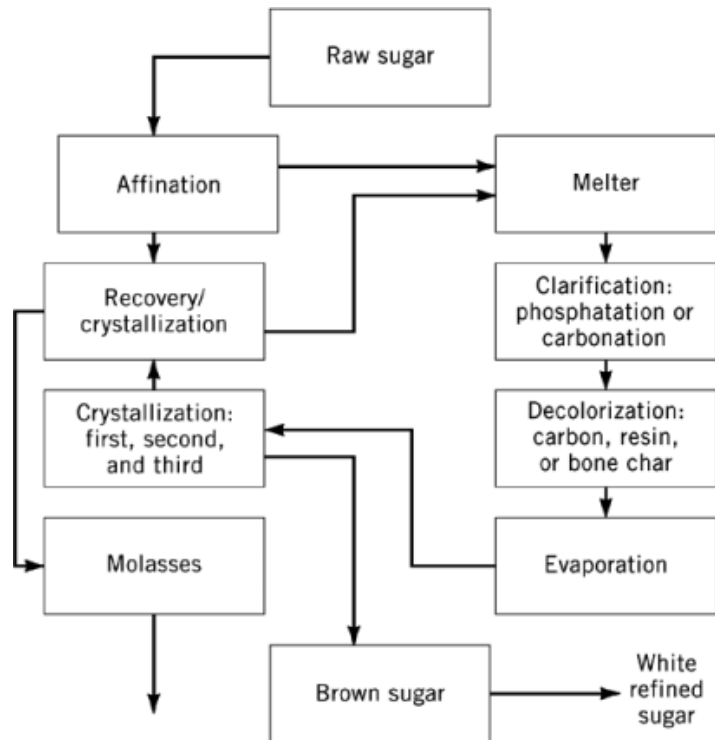 Raw sugar
Affination
Melter
Recovery/
crystallization
Clarification:
phosphatation or
carbonation
Crystallization:
first, second,
and third
Decolorization:
carbon, resin,
or bone char
Molasses
Evaporation
Brown sugar
White
refined
sugar